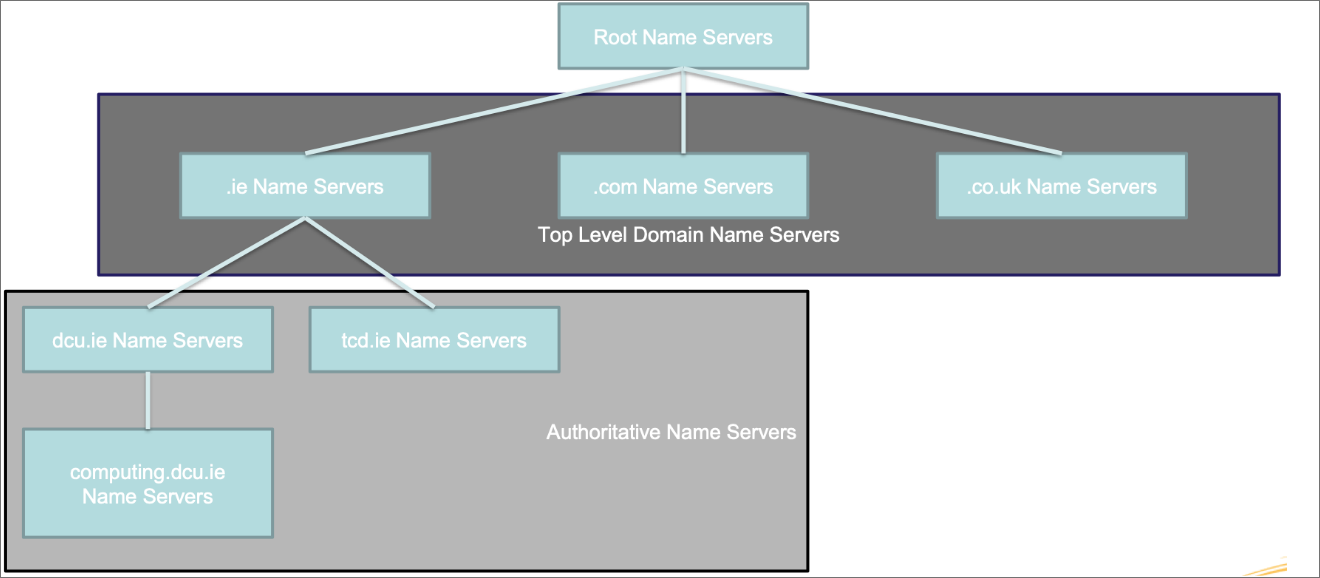 Root Name Servers
.ie Name Servers
.com Name Servers
.co.uk Name Servers
Top Level Domain Name Servers
dcu.ie Name Servers
tcd.ie Name Servers
Authoritative Name Servers
computing.dcu.ie
Name Servers